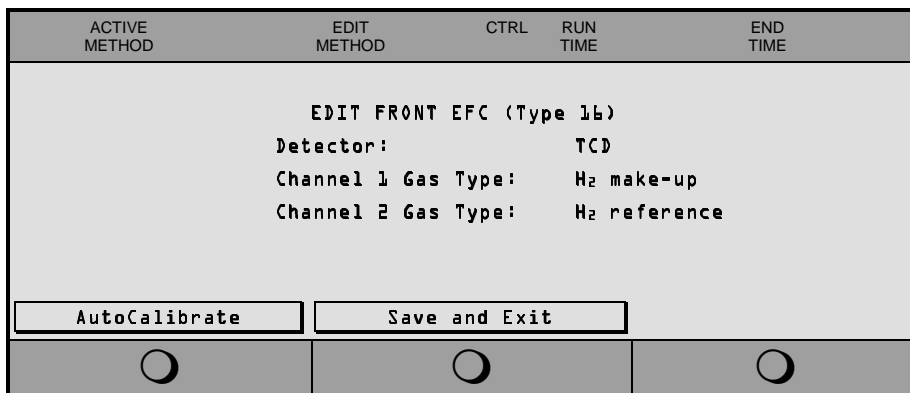 ACTIVE METHOD EDIT METHOD CTRL RUN TIME END TIME
EDIT FRONT EFC (Type 16)
Detector: TCD
Channel 1 Gas Type: H₂ make-up
Channel 2 Gas Type: H₂ reference
AutoCalibrate Save and Exit